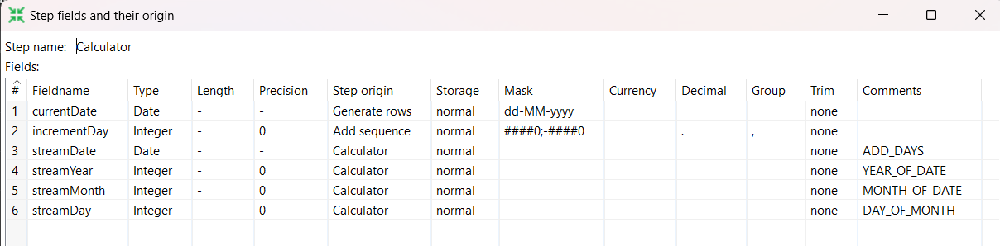 Step fields and their origin
Step name: Calculator
Fields:
# Fieldname Type Length Precision Step origin Storage Mask Currency Decimal Group Trim Comments
1 currentDate Date - - Generate rows normal dd-MM-yyyy none
2 incrementDay Integer - 0 Add sequence normal ####0;-####0 . , none
3 streamDate Date - - Calculator normal none ADD_DAYS
4 streamYear Integer - 0 Calculator normal none YEAR_OF_DATE
5 streamMonth Integer - 0 Calculator normal none MONTH_OF_DATE
6 streamDay Integer - 0 Calculator normal none DAY_OF_MONTH